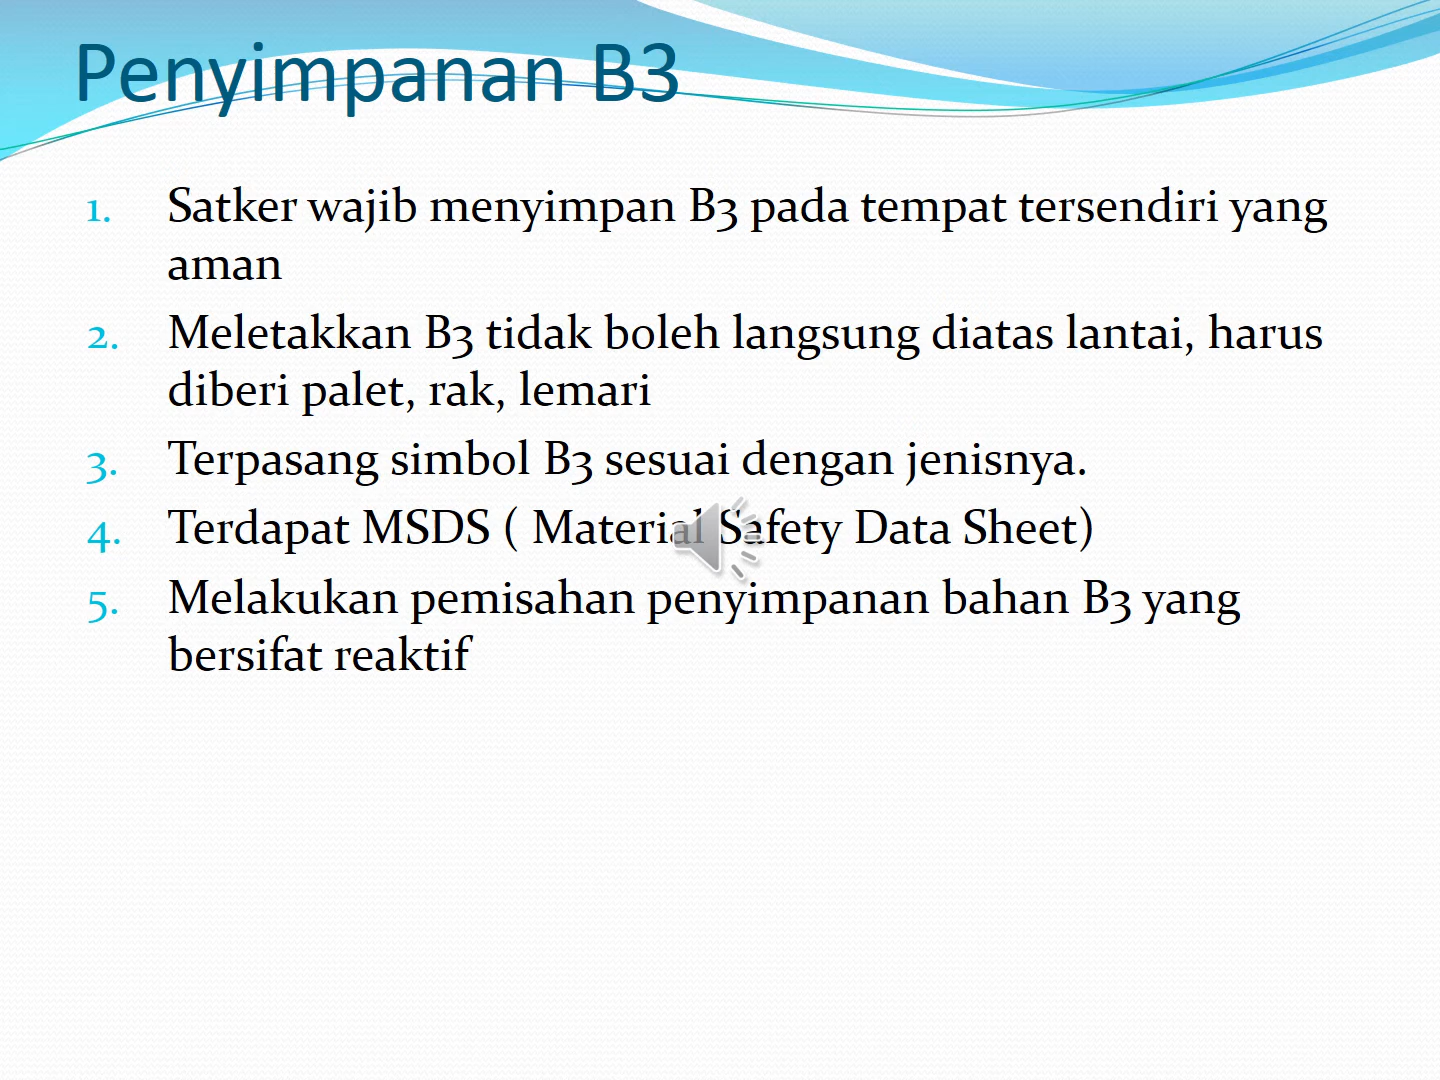 Penyimpanan B3
1. Satker wajib menyimpan B3 pada tempat tersendiri yang
aman
2. Meletakkan B3 tidak boleh langsung diatas lantai, harus
diberi palet, rak, lemari
3. Terpasang simbol B3 sesuai dengan jenisnya.
4. Terdapat MSDS ( Material Safety Data Sheet)
5. Melakukan pemisahan penyimpanan bahan B3 yang
bersifat reaktif